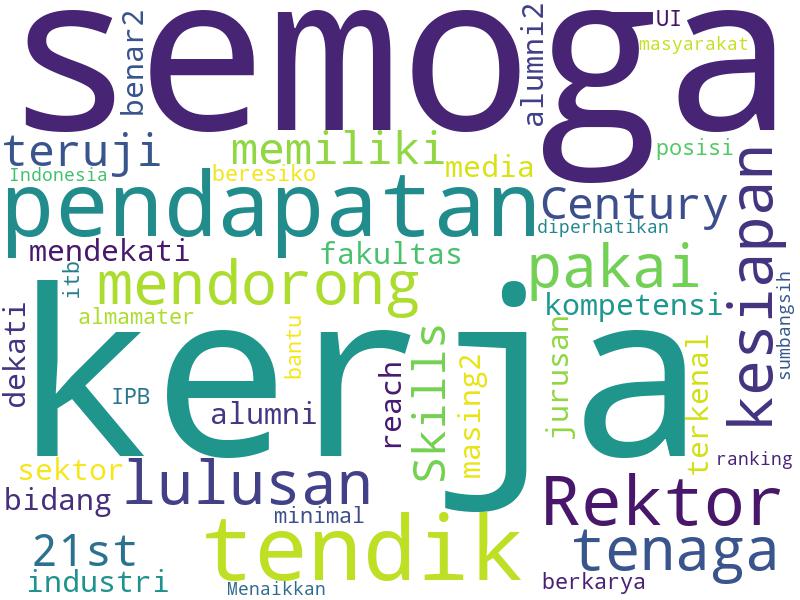 semoga
benar2
alumni2
UI
masyarakat
teruji
memiliki
media
posisi
Indonesia
beresiko
pendapatan
Century
diperhatikan
kesiapan
mendekati
fakultas
pakai
itb
mendorong
kompetensi
sumbangsih
almamater
dekati
kerja
bantu
IPB
alumni
reach
Skills
masing2
jurusan
terkenal
sektor
lulusan
ranking
bidang
minimal
Rektor
21st
tendik
tenaga
industri
Menaikkan
berkarya